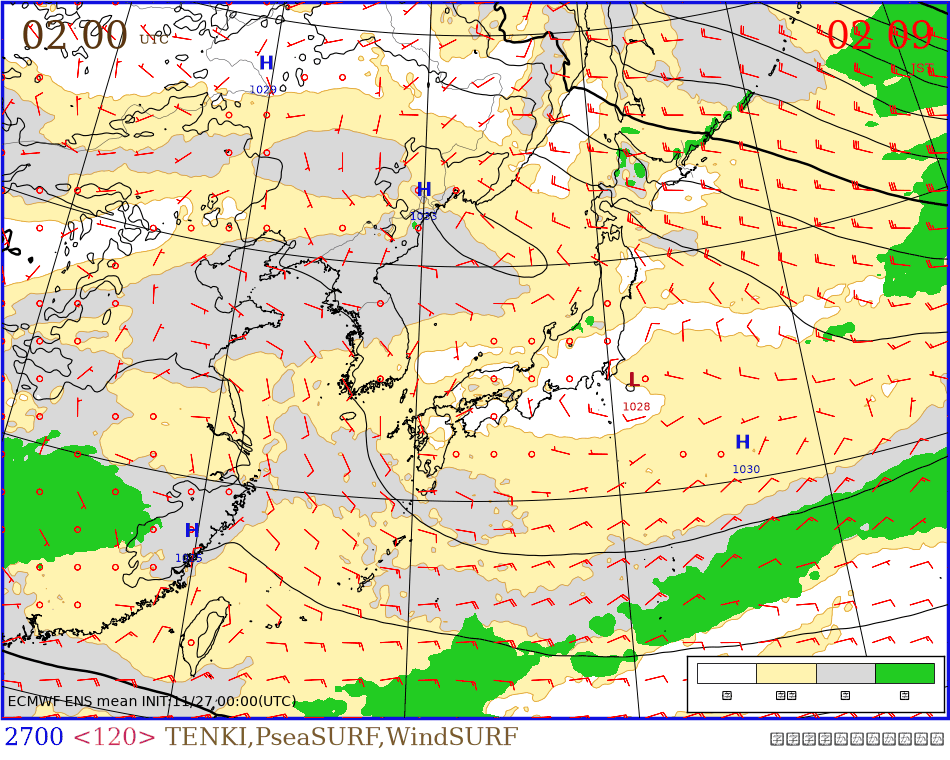 02 00 UTC
02 09 JST
H
1029
H
1033
L
1028
H
1030
H
ECMWF ENS mean INIT:11/27 00:00(UTC)
2700 <120> TENKI,PseaSURF,WindSURF